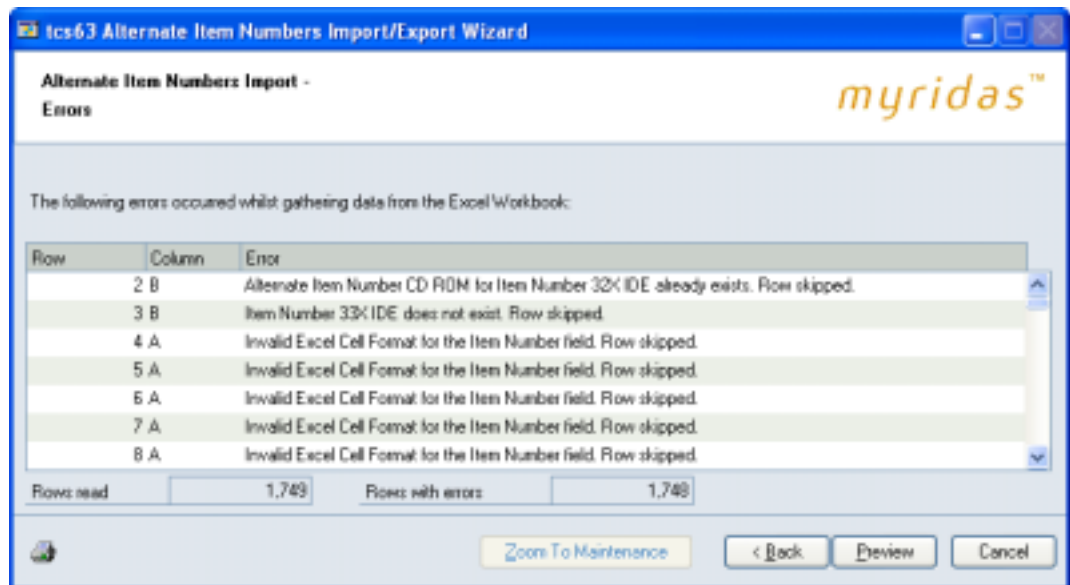 tcs63 Alternate Item Numbers Import/Export Wizard
Alternate Item Numbers Import -
Errors
myridas™
The following errors occurred whilst gathering data from the Excel Workbook:
Row Column Error
2 B Alternate Item Number CD ROM for Item Number 32X IDE already exists. Row skipped.
3 B Item Number 33X IDE does not exist. Row skipped.
4 A Invalid Excel Cell Format for the Item Number field. Row skipped.
5 A Invalid Excel Cell Format for the Item Number field. Row skipped.
6 A Invalid Excel Cell Format for the Item Number field. Row skipped.
7 A Invalid Excel Cell Format for the Item Number field. Row skipped.
8 A Invalid Excel Cell Format for the Item Number field. Row skipped.
Rows read 1,749 Rows with errors 1,748
Zoom To Maintenance < Back Preview Cancel